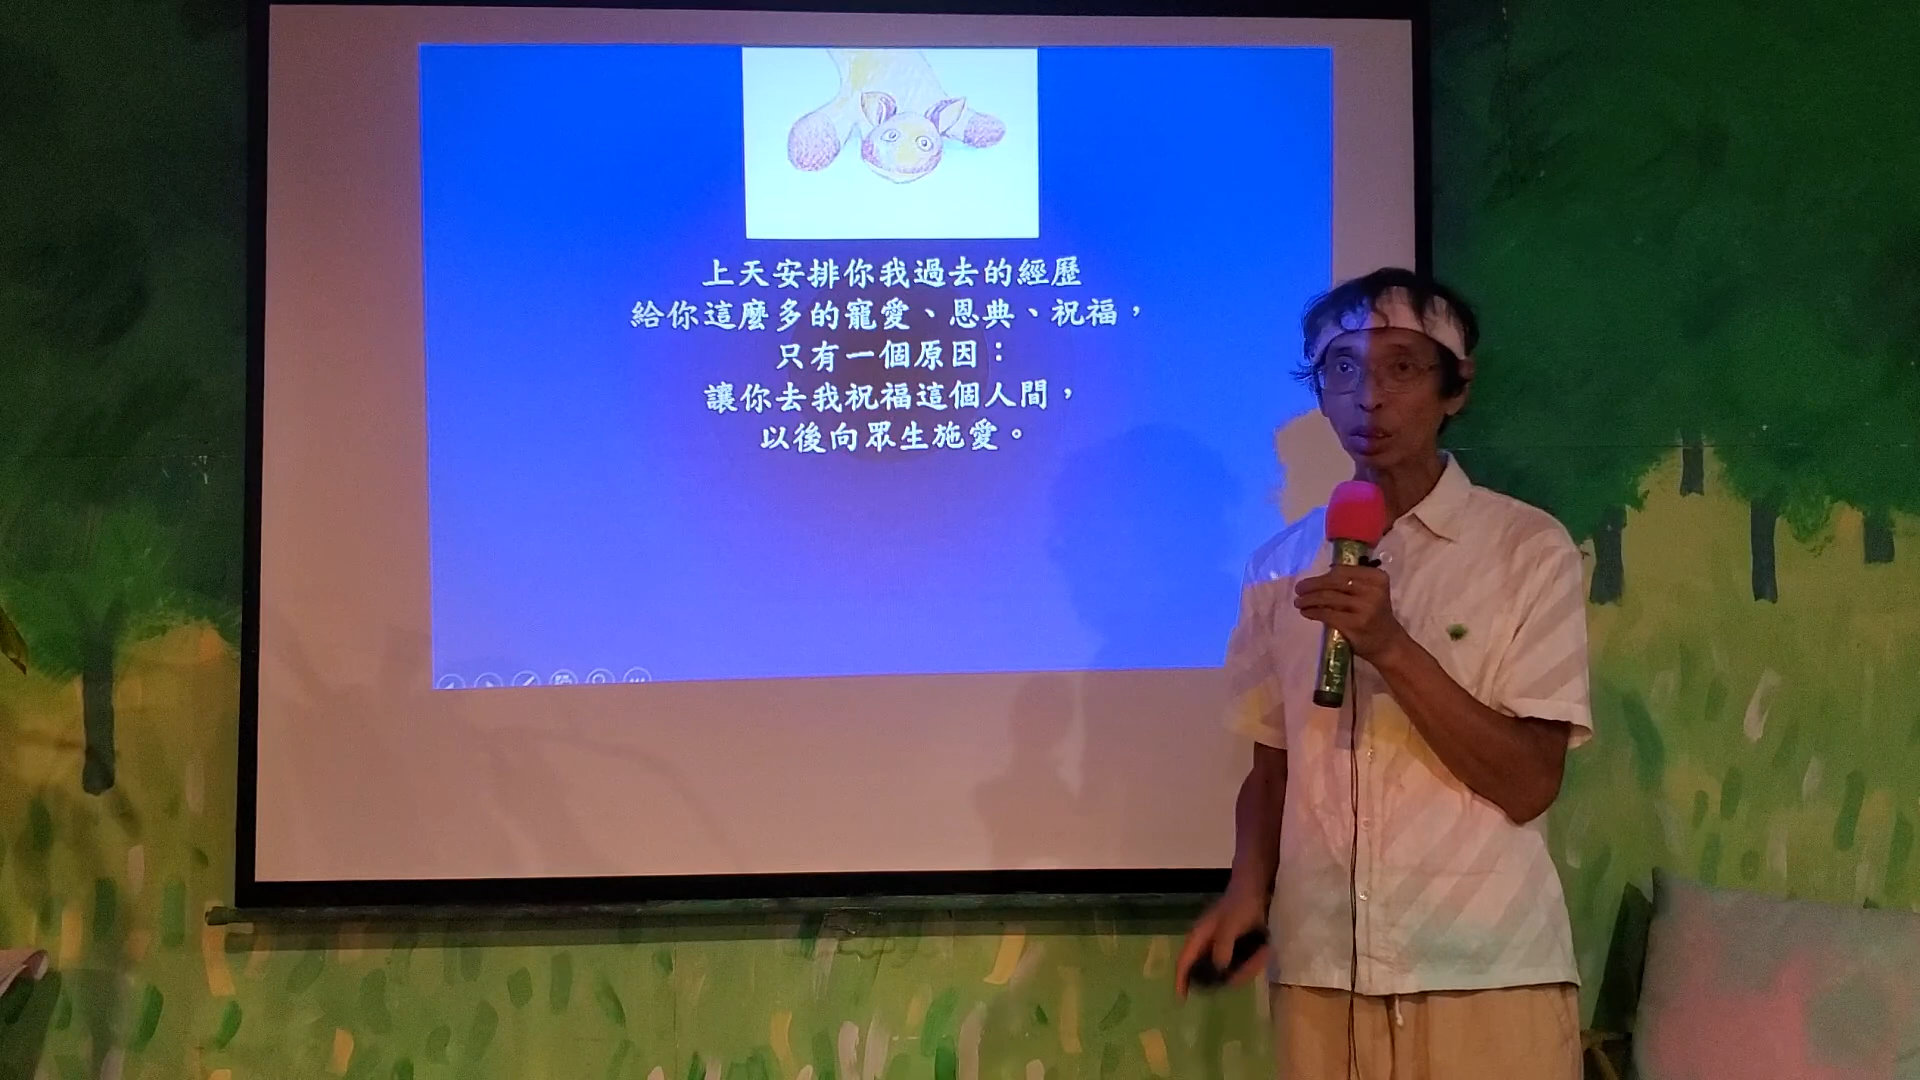 上天安排你我過去的經歷
給你這麼多的寵愛、恩典、祝福，
只有一個原因：
讓你去我祝福這個人間，
以後向眾生施愛。